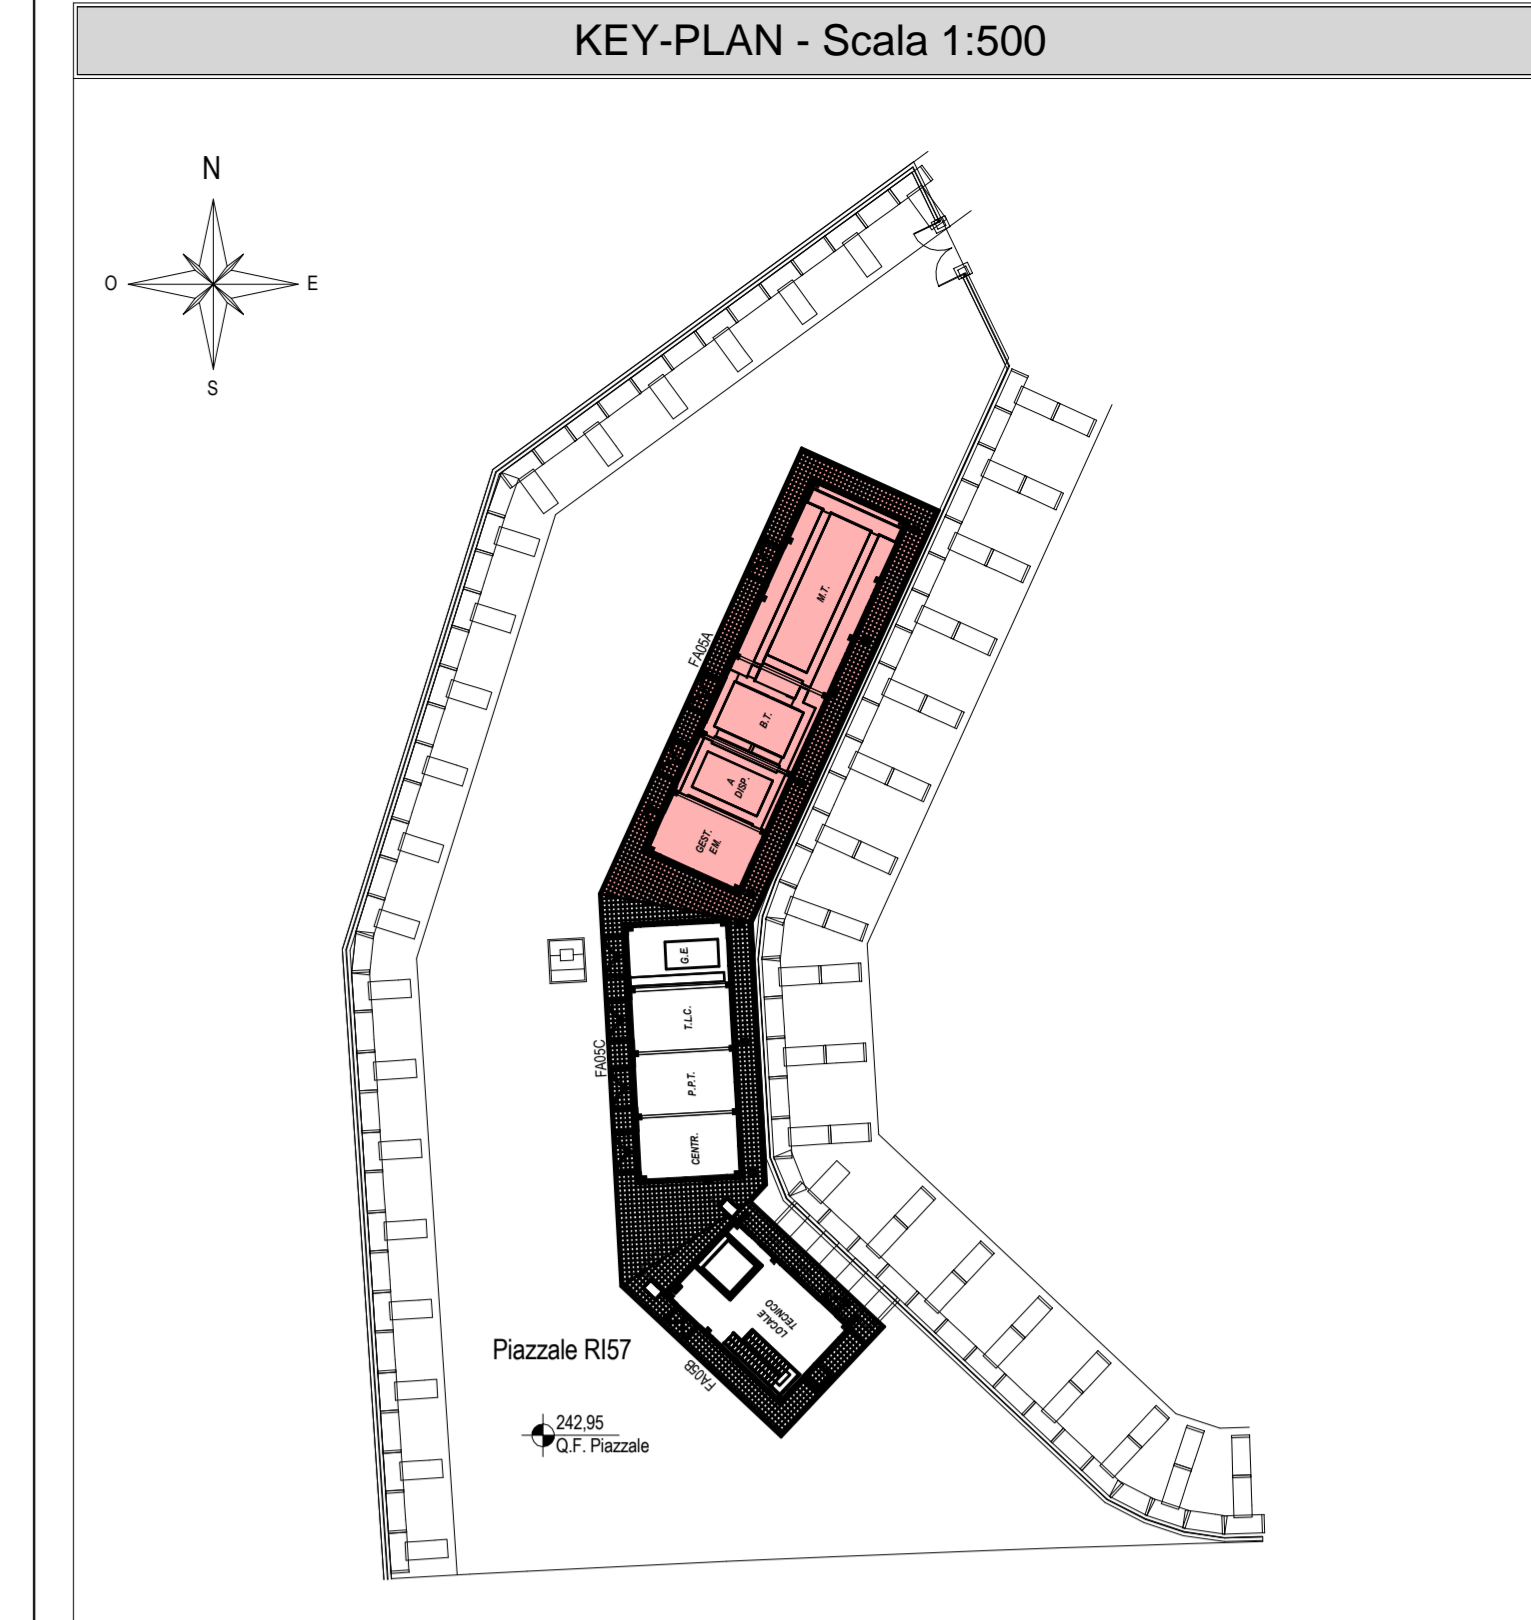 KEY-PLAN - Scala 1:500
N
O
E
S
M.T.
FA05A
B.T.
A
DISP.
GEST.
EM.
G.E.
T.L.C.
FA05C
P.P.T.
CENTR.
LOCALE
TECNICO
Piazzale RI57
FA05B
242,95
Q.F. Piazzale